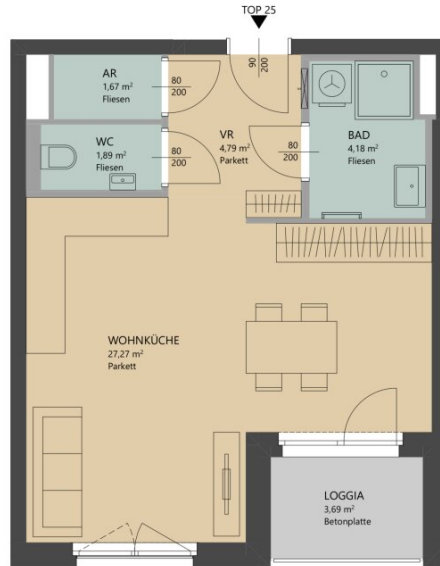 TOP 25
90
200
AR
1,67 m²
Fliesen
80
200
WC
1,89 m²
Fliesen
80
200
VR
4,79 m²
Parkett
80
200
BAD
4,18 m²
Fliesen
WOHNKÜCHE
27,27 m²
Parkett
LOGGIA
3,69 m²
Betonplatte